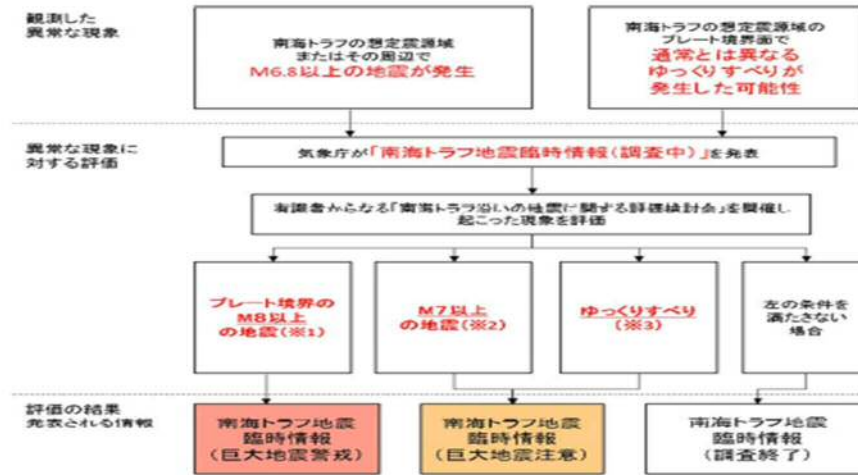 観測した
異常な現象
南海トラフの想定震源域
またはその周辺で
M6.8以上の地震が発生
南海トラフの想定震源域の
プレート境界面で
通常とは異なる
ゆっくりすべりが
発生した可能性
異常な現象に
対する評価
気象庁が「南海トラフ地震臨時情報(調査中)」を発表
有識者からなる「南海トラフ沿いの地震に関する評価検討会」を開催し
起こった現象を評価
プレート境界の
M8以上
の地震(※1)
M7以上
の地震(※2)
ゆっくりすべり
(※3)
左の条件を
満たさない
場合
評価の結果
発表される情報
南海トラフ地震
臨時情報
(巨大地震警戒)
南海トラフ地震
臨時情報
(巨大地震注意)
南海トラフ地震
臨時情報
(調査終了)